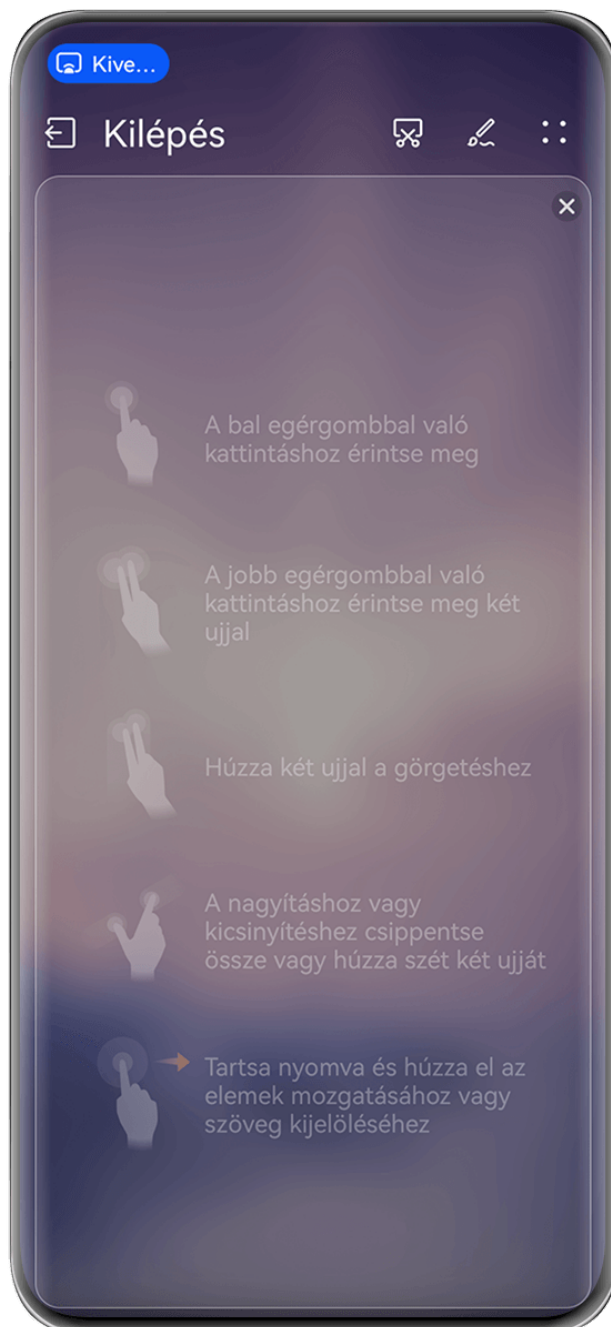 Kive...
Kilépés
A bal egérgombbal való
kattintáshoz érintse meg
A jobb egérgombbal való
kattintáshoz érintse meg két
ujjal
Húzza két ujjal a görgetéshez
A nagyításhoz vagy
kicsinyítéshez csippentse
össze vagy húzza szét két ujját
Tartsa nyomva és húzza el az
elemek mozgatásához vagy
szöveg kijelöléséhez